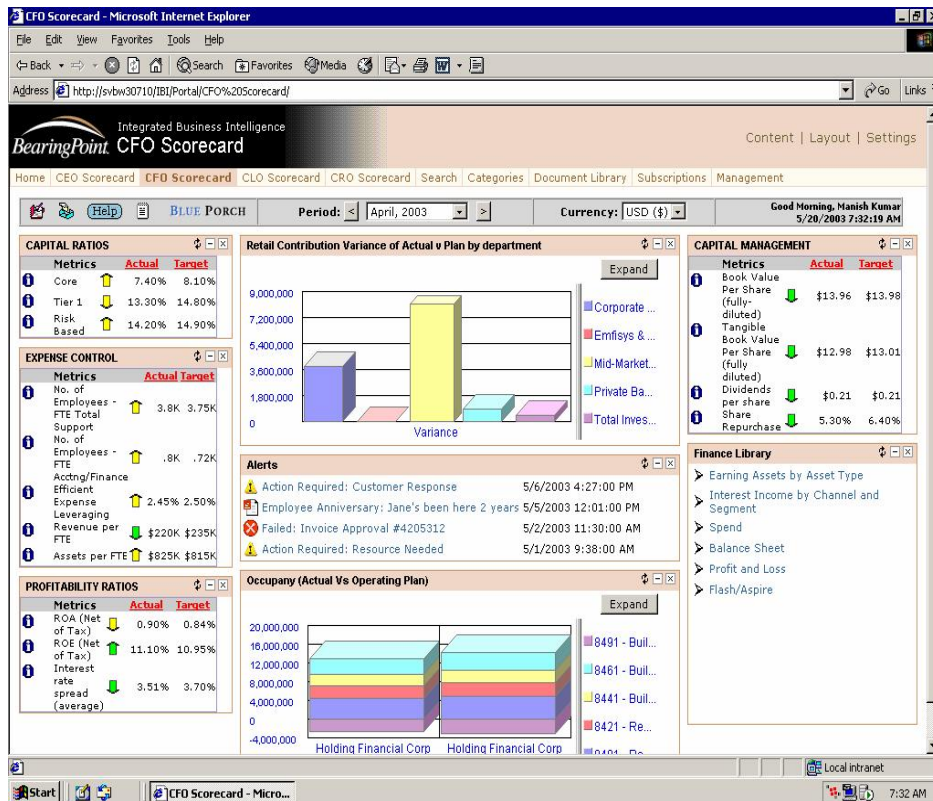 CFO Scorecard - Microsoft Internet Explorer
File Edit View Favorites Tools Help
Back Search Favorites Media
Address http://svbw30710/IBI/Portal/CFO%20Scorecard/ Go Links
BearingPoint. Integrated Business Intelligence
CFO Scorecard
Content | Layout | Settings
Home CEO Scorecard CFO Scorecard CLO Scorecard CRO Scorecard Search Categories Document Library Subscriptions Management
Help BLUE PORCH Period: < April, 2003 > Currency: USD ($) Good Morning, Manish Kumar
5/20/2003 7:32:19 AM
CAPITAL RATIOS
Metrics Actual Target
Core 7.40% 8.10%
Tier 1 13.30% 14.80%
Risk Based 14.20% 14.90%
EXPENSE CONTROL
Metrics Actual Target
No. of
Employees -
FTE Total
Support
3.8K 3.75K
No. of
Employees -
FTE
Acctng/Finance
.8K .72K
Efficient
Expense
Leveraging
2.45% 2.50%
Revenue per
FTE
$220K $235K
Assets per FTE $825K $815K
PROFITABILITY RATIOS
Metrics Actual Target
ROA (Net
of Tax)
0.90% 0.84%
ROE (Net
of Tax)
11.10% 10.95%
Interest
rate
spread
(average)
3.51% 3.70%
Retail Contribution Variance of Actual v Plan by department
Expand
9,000,000
7,200,000
5,400,000
3,600,000
1,800,000
0
Variance
Corporate ...
Emfisys & ...
Mid-Market...
Private Ba...
Total Inves...
Alerts
Action Required: Customer Response 5/6/2003 4:27:00 PM
Employee Anniversary: Jane's been here 2 years 5/5/2003 12:01:00 PM
Failed: Invoice Approval #4205312 5/2/2003 11:30:00 AM
Action Required: Resource Needed 5/1/2003 9:38:00 AM
Occupany (Actual Vs Operating Plan)
Expand
20,000,000
16,000,000
12,000,000
8,000,000
4,000,000
0
-4,000,000
Holding Financial Corp Holding Financial Corp
8491 - Buil...
8461 - Buil...
8441 - Buil...
8421 - Re...
CAPITAL MANAGEMENT
Metrics Actual Target
Book Value
Per Share
(fully-
diluted)
$13.96 $13.98
Tangible
Book Value
Per Share
(fully
diluted)
$12.98 $13.01
Dividends
per share
$0.21 $0.21
Share
Repurchase
5.30% 6.40%
Finance Library
Earning Assets by Asset Type
Interest Income by Channel and
Segment
Spend
Balance Sheet
Profit and Loss
Flash/Aspire
Local intranet
Start CFO Scorecard - Micro... 7:32 AM